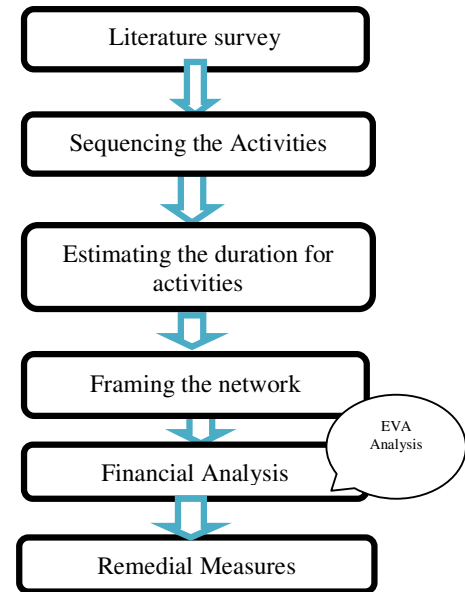 Literature survey
Sequencing the Activities
Estimating the duration for
activities
Framing the network
EVA
Analysis
Financial Analysis
Remedial Measures